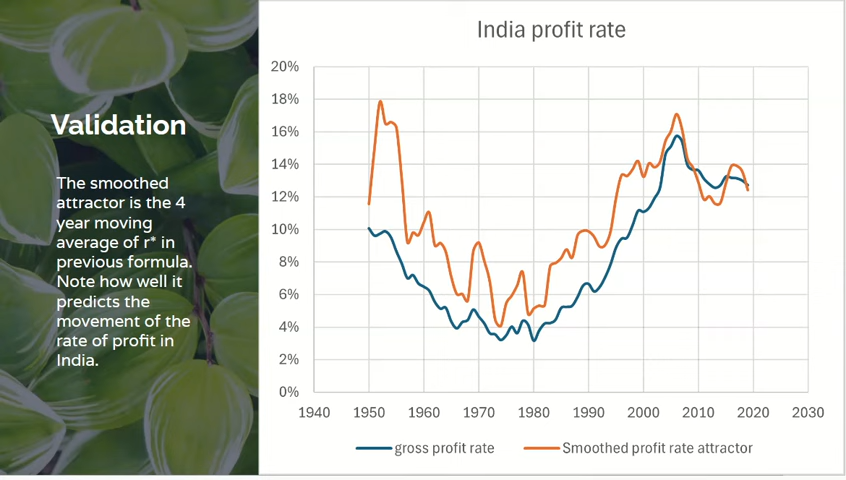 Validation
The smoothed
attractor is the 4
year moving
average of r* in
previous formula.
Note how well it
predicts the
movement of the
rate of profit in
India.
India profit rate
20%
18%
16%
14%
12%
10%
8%
6%
4%
2%
0%
1940 1950 1960 1970 1980 1990 2000 2010 2020 2030
gross profit rate Smoothed profit rate attractor